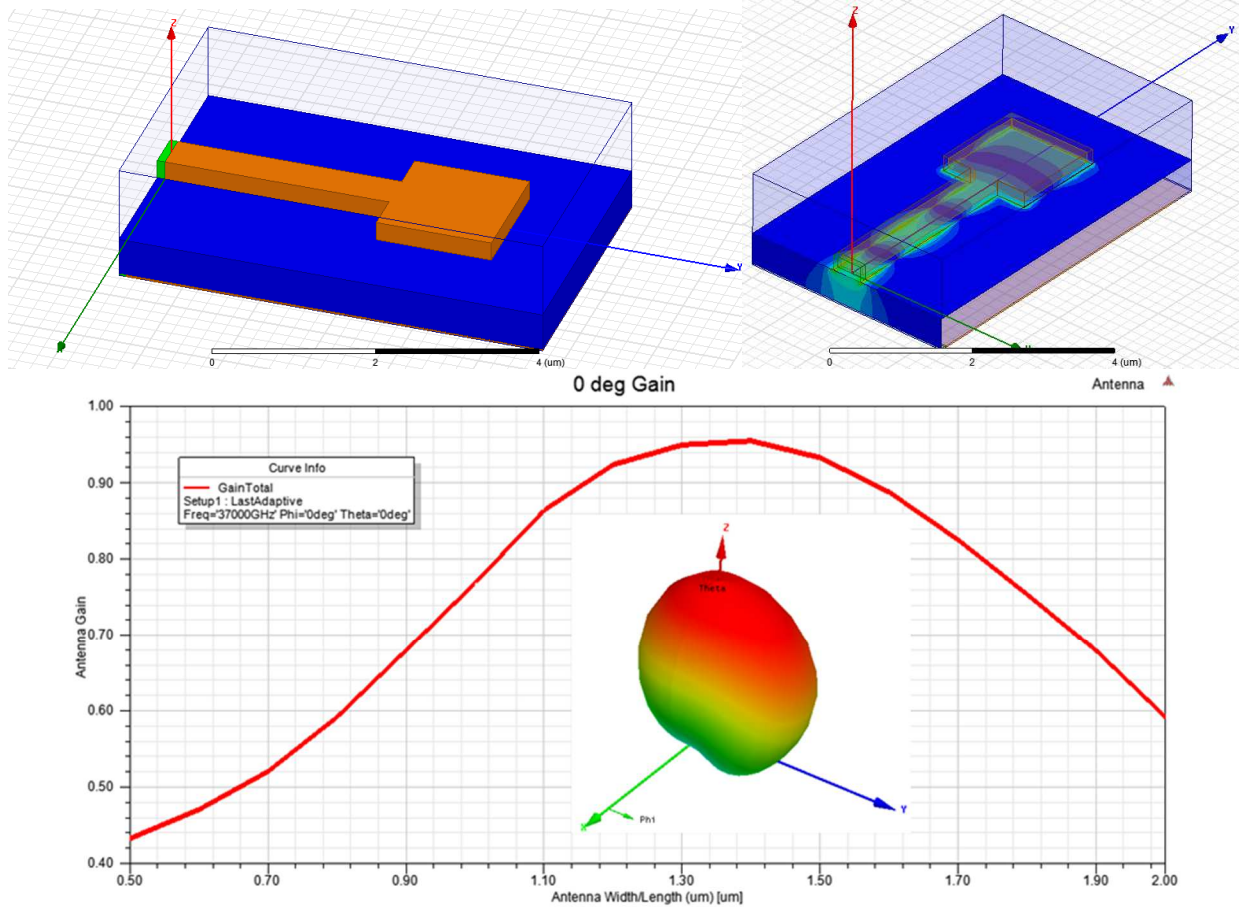 Z
Y
0 2 4 (um)
Z
Y
0 2 4 (um)
0 deg Gain
Antenna
1.00
0.90
0.80
0.70
0.60
0.50
0.40
Antenna Gain
Curve Info
GainTotal
Setup1 : LastAdaptive
Freq='37000GHz' Phi='0deg' Theta='0deg'
Z
Theta
X
Phi
Y
0.50 0.70 0.90 1.10 1.30 1.50 1.70 1.90 2.00
Antenna Width/Length (um) [um]